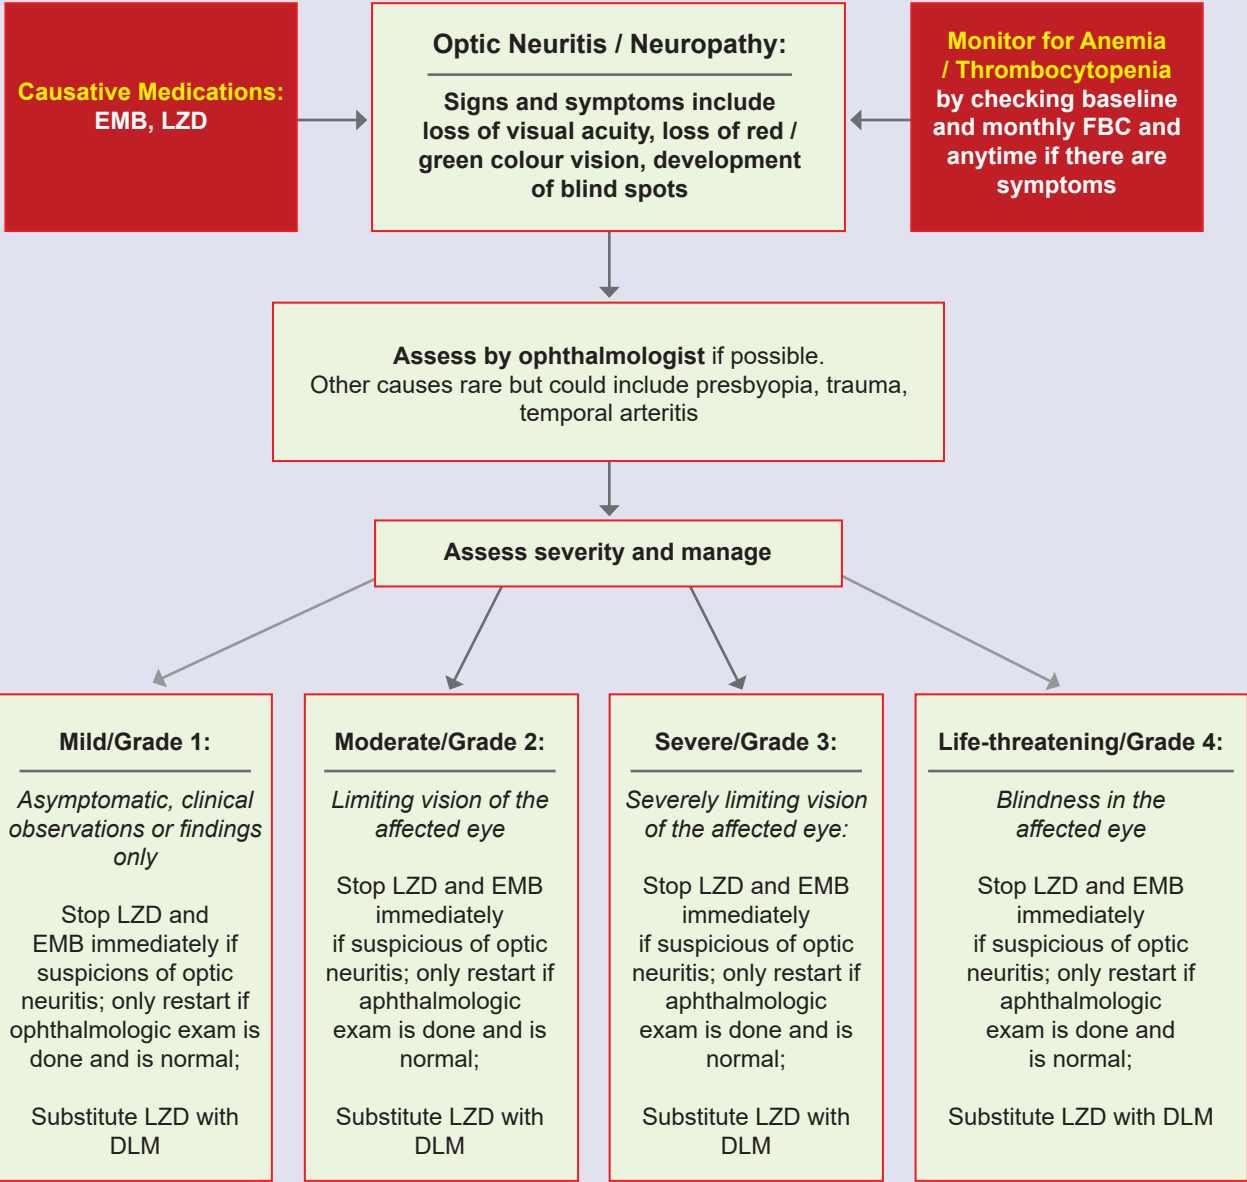 Causative Medications:
EMB, LZD
Optic Neuritis / Neuropathy:
Signs and symptoms include
loss of visual acuity, loss of red /
green colour vision, development
of blind spots
Monitor for Anemia
/ Thrombocytopenia
by checking baseline
and monthly FBC and
anytime if there are
symptoms
Assess by ophthalmologist if possible.
Other causes rare but could include presbyopia, trauma,
temporal arteritis
Assess severity and manage
Mild/Grade 1:
Asymptomatic, clinical
observations or findings
only
Stop LZD and
EMB immediately if
suspicions of optic
neuritis; only restart if
ophthalmologic exam is
done and is normal;
Substitute LZD with
DLM
Moderate/Grade 2:
Limiting vision of the
affected eye
Stop LZD and EMB
immediately
if suspicious of optic
neuritis; only restart if
aphthalmologic
exam is done and is
normal;
Substitute LZD with
DLM
Severe/Grade 3:
Severely limiting vision
of the affected eye:
Stop LZD and EMB
immediately
if suspicious of optic
neuritis; only restart if
aphthalmologic
exam is done and is
normal;
Substitute LZD with
DLM
Life-threatening/Grade 4:
Blindness in the
affected eye
Stop LZD and EMB
immediately
if suspicious of optic
neuritis; only restart if
aphthalmologic
exam is done and
is normal;
Substitute LZD with DLM